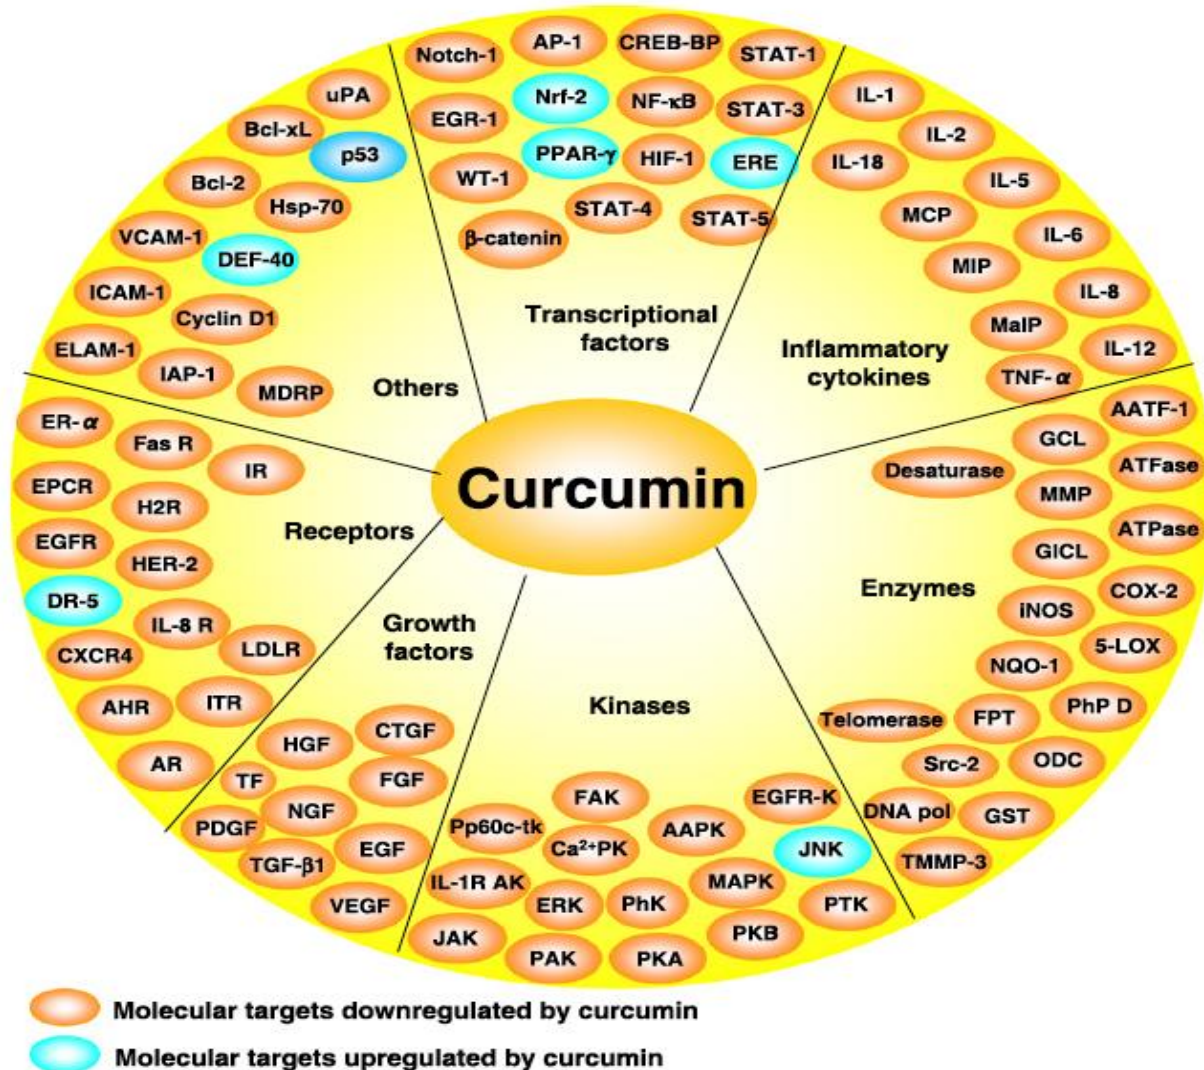 Curcumin
Transcriptional
factors
Notch-1
AP-1
CREB-BP
STAT-1
Nrf-2
NF-κB
STAT-3
EGR-1
PPAR-γ
HIF-1
ERE
WT-1
STAT-4
STAT-5
β-catenin
Inflammatory
cytokines
IL-1
IL-2
IL-18
IL-5
MCP
IL-6
MIP
IL-8
MaIP
IL-12
TNF-α
Enzymes
AATF-1
GCL
Desaturase
ATFase
MMP
ATPase
GICL
COX-2
iNOS
5-LOX
NQO-1
PhP D
Telomerase
FPT
Src-2
ODC
DNA pol
GST
TMMP-3
Kinases
FAK
EGFR-K
Pp60c-tk
Ca²⁺PK
AAPK
JNK
IL-1R AK
ERK
PhK
MAPK
PTK
JAK
PAK
PKA
PKB
Growth
factors
HGF
CTGF
TF
FGF
NGF
PDGF
EGF
TGF-β1
VEGF
Receptors
ER-α
Fas R
IR
EPCR
H2R
EGFR
HER-2
DR-5
IL-8 R
CXCR4
LDLR
AHR
ITR
AR
Others
uPA
Bcl-xL
p53
Bcl-2
Hsp-70
VCAM-1
DEF-40
ICAM-1
Cyclin D1
ELAM-1
IAP-1
MDRP
Molecular targets downregulated by curcumin
Molecular targets upregulated by curcumin